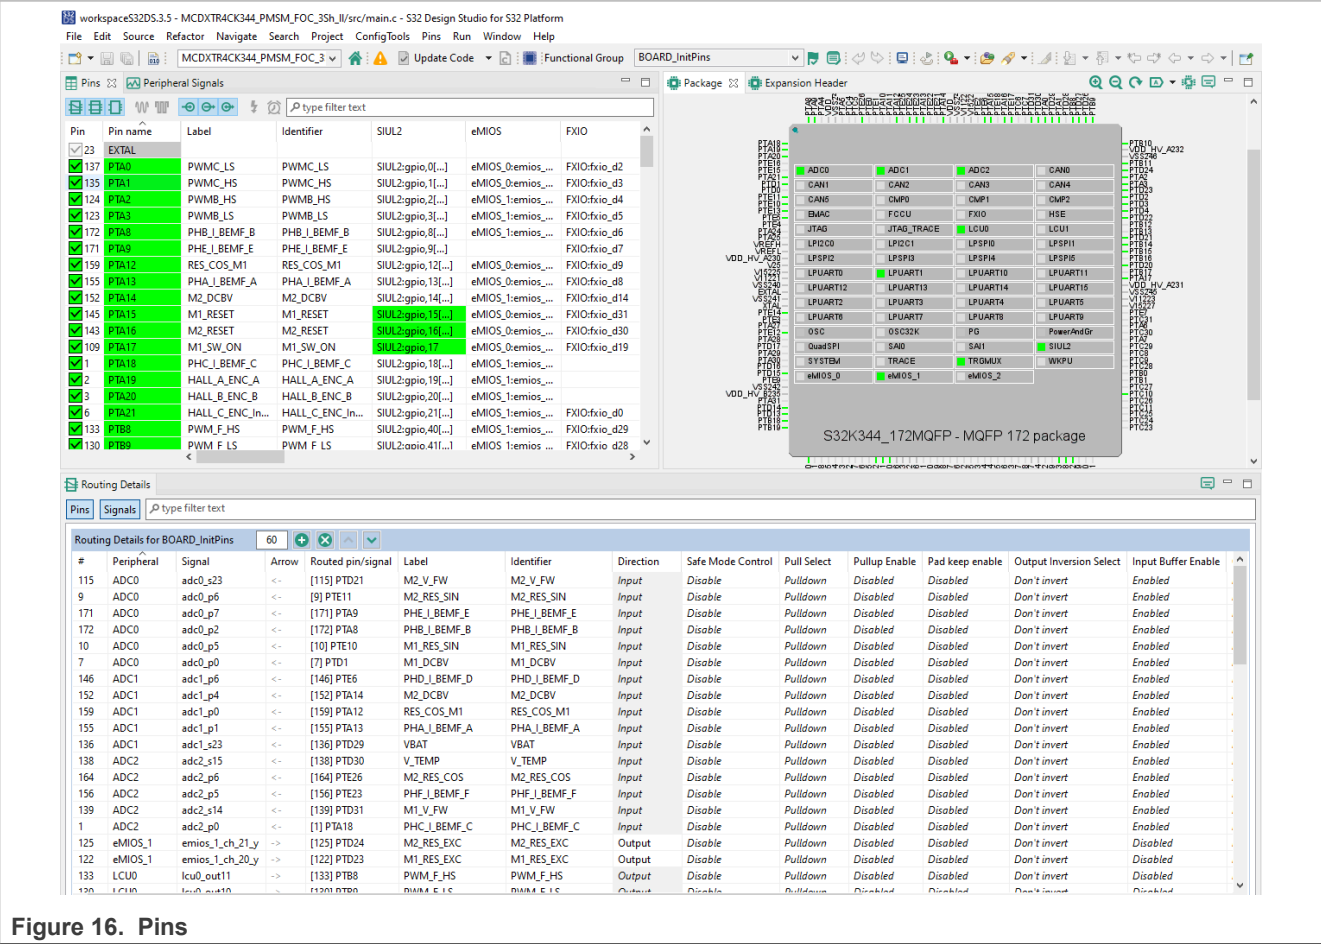 workspaceS32DS.3.5 - MCDXTR4CK344_PMSM_FOC_3Sh_II/src/main.c - S32 Design Studio for S32 Platform
File Edit Source Refactor Navigate Search Project ConfigTools Pins Run Window Help
MCDXTR4CK344_PMSM_FOC_3 Update Code Functional Group BOARD_InitPins
Pins Peripheral Signals
type filter text
Pin Pin name Label Identifier SIUL2 eMIOS FXIO
23 EXTAL
137 PTA0 PWMC_LS PWMC_LS SIUL2:gpio,0[...] eMIOS_0:emios_... FXIO:fxio_d2
135 PTA1 PWMC_HS PWMC_HS SIUL2:gpio,1[...] eMIOS_0:emios_... FXIO:fxio_d3
124 PTA2 PWMB_HS PWMB_HS SIUL2:gpio,2[...] eMIOS_1:emios_... FXIO:fxio_d4
123 PTA3 PWMB_LS PWMB_LS SIUL2:gpio,3[...] eMIOS_1:emios_... FXIO:fxio_d5
172 PTA8 PHB_I_BEMF_B PHB_I_BEMF_B SIUL2:gpio,8[...] eMIOS_1:emios_... FXIO:fxio_d6
171 PTA9 PHE_I_BEMF_E PHE_I_BEMF_E SIUL2:gpio,9[...] FXIO:fxio_d7
159 PTA12 RES_COS_M1 RES_COS_M1 SIUL2:gpio,12[...] eMIOS_0:emios_... FXIO:fxio_d9
155 PTA13 PHA_I_BEMF_A PHA_I_BEMF_A SIUL2:gpio,13[...] eMIOS_0:emios_... FXIO:fxio_d8
152 PTA14 M2_DCBV M2_DCBV SIUL2:gpio,14[...] eMIOS_1:emios_... FXIO:fxio_d14
145 PTA15 M1_RESET M1_RESET SIUL2:gpio,15[...] eMIOS_0:emios_... FXIO:fxio_d31
143 PTA16 M2_RESET M2_RESET SIUL2:gpio,16[...] eMIOS_0:emios_... FXIO:fxio_d30
109 PTA17 M1_SW_ON M1_SW_ON SIUL2:gpio,17 eMIOS_0:emios_... FXIO:fxio_d19
1 PTA18 PHC_I_BEMF_C PHC_I_BEMF_C SIUL2:gpio,18[...] eMIOS_1:emios_...
2 PTA19 HALL_A_ENC_A HALL_A_ENC_A SIUL2:gpio,19[...] eMIOS_1:emios_...
3 PTA20 HALL_B_ENC_B HALL_B_ENC_B SIUL2:gpio,20[...] eMIOS_1:emios_...
6 PTA21 HALL_C_ENC_In... HALL_C_ENC_In... SIUL2:gpio,21[...] eMIOS_1:emios_... FXIO:fxio_d0
133 PTB8 PWM_F_HS PWM_F_HS SIUL2:gpio,40[...] eMIOS_1:emios_... FXIO:fxio_d29
130 PTB9 PWM_F_LS PWM_F_LS SIUL2:gpio,41[...] eMIOS_1:emios_... FXIO:fxio_d28
Package Expansion Header
ADC0 ADC1 ADC2 CAN0
CAN1 CAN2 CAN3 CAN4
CAN5 CMP0 CMP1 CMP2
EMAC FCCU FXIO HSE
JTAG JTAG_TRACE LCU0 LCU1
LPI2C0 LPI2C1 LPSPI0 LPSPI1
LPSPI2 LPSPI3 LPSPI4 LPSPI5
LPUART0 LPUART1 LPUART10 LPUART11
LPUART12 LPUART13 LPUART14 LPUART15
LPUART2 LPUART3 LPUART4 LPUART5
LPUART6 LPUART7 LPUART8 LPUART9
OSC OSC32K PG PowerAndGr
QuadSPI SAI0 SAI1 SIUL2
SYSTEM TRACE TRGMUX WKPU
eMIOS_0 eMIOS_1 eMIOS_2
S32K344_172MQFP - MQFP 172 package
Routing Details
Pins Signals type filter text
Routing Details for BOARD_InitPins 60
# Peripheral Signal Arrow Routed pin/signal Label Identifier Direction Safe Mode Control Pull Select Pullup Enable Pad keep enable Output Inversion Select Input Buffer Enable
115 ADC0 adc0_s23 <- [115] PTD21 M2_V_FW M2_V_FW Input Disable Pulldown Disabled Disabled Don't invert Enabled
9 ADC0 adc0_p6 <- [9] PTE11 M2_RES_SIN M2_RES_SIN Input Disable Pulldown Disabled Disabled Don't invert Enabled
171 ADC0 adc0_p7 <- [171] PTA9 PHE_I_BEMF_E PHE_I_BEMF_E Input Disable Pulldown Disabled Disabled Don't invert Enabled
172 ADC0 adc0_p2 <- [172] PTA8 PHB_I_BEMF_B PHB_I_BEMF_B Input Disable Pulldown Disabled Disabled Don't invert Enabled
10 ADC0 adc0_p5 <- [10] PTE10 M1_RES_SIN M1_RES_SIN Input Disable Pulldown Disabled Disabled Don't invert Enabled
7 ADC0 adc0_p0 <- [7] PTD1 M1_DCBV M1_DCBV Input Disable Pulldown Disabled Disabled Don't invert Enabled
146 ADC1 adc1_p6 <- [146] PTE6 PHD_I_BEMF_D PHD_I_BEMF_D Input Disable Pulldown Disabled Disabled Don't invert Enabled
152 ADC1 adc1_p4 <- [152] PTA14 M2_DCBV M2_DCBV Input Disable Pulldown Disabled Disabled Don't invert Enabled
159 ADC1 adc1_p0 <- [159] PTA12 RES_COS_M1 RES_COS_M1 Input Disable Pulldown Disabled Disabled Don't invert Enabled
155 ADC1 adc1_p1 <- [155] PTA13 PHA_I_BEMF_A PHA_I_BEMF_A Input Disable Pulldown Disabled Disabled Don't invert Enabled
136 ADC1 adc1_s23 <- [136] PTD29 VBAT VBAT Input Disable Pulldown Disabled Disabled Don't invert Enabled
138 ADC2 adc2_s15 <- [138] PTD30 V_TEMP V_TEMP Input Disable Pulldown Disabled Disabled Don't invert Enabled
164 ADC2 adc2_p6 <- [164] PTE26 M2_RES_COS M2_RES_COS Input Disable Pulldown Disabled Disabled Don't invert Enabled
156 ADC2 adc2_p5 <- [156] PTE23 PHF_I_BEMF_F PHF_I_BEMF_F Input Disable Pulldown Disabled Disabled Don't invert Enabled
139 ADC2 adc2_s14 <- [139] PTD31 M1_V_FW M1_V_FW Input Disable Pulldown Disabled Disabled Don't invert Enabled
1 ADC2 adc2_p0 <- [1] PTA18 PHC_I_BEMF_C PHC_I_BEMF_C Input Disable Pulldown Disabled Disabled Don't invert Enabled
125 eMIOS_1 emios_1_ch_21_y -> [125] PTD24 M2_RES_EXC M2_RES_EXC Output Disable Pulldown Disabled Disabled Don't invert Disabled
122 eMIOS_1 emios_1_ch_20_y -> [122] PTD23 M1_RES_EXC M1_RES_EXC Output Disable Pulldown Disabled Disabled Don't invert Disabled
133 LCU0 lcu0_out11 -> [133] PTB8 PWM_F_HS PWM_F_HS Output Disable Pulldown Disabled Disabled Don't invert Disabled
130 LCU0 lcu0_out10 [130] PTB9 PWM_F_LS PWM_F_LS Output Disable Pulldown Disabled Disabled Don't invert Disabled
Figure 16. Pins